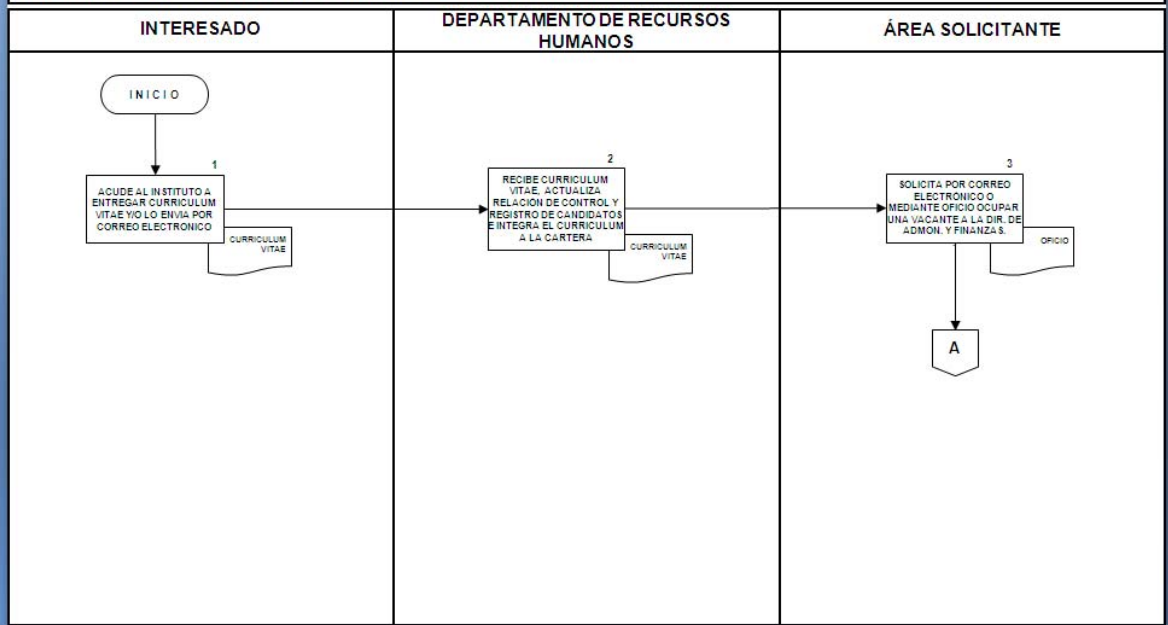 INTERESADO
DEPARTAMENTO DE RECURSOS
HUMANOS
ÁREA SOLICITANTE
INICIO
1
ACUDE AL INSTITUTO A
ENTREGAR CURRICULUM
VITAE Y/O LO ENVIA POR
CORREO ELECTRONICO
CURRICULUM
VITAE
2
RECIBE CURRICULUM
VITAE, ACTUALIZA
RELACIÓN DE CONTROL Y
REGISTRO DE CANDIDATOS
E INTEGRA EL CURRICULUM
A LA CARTERA
CURRICULUM
VITAE
3
SOLICITA POR CORREO
ELECTRÓNICO O
MEDIANTE OFICIO OCUPAR
UNA VACANTE A LA DIR. DE
ADMON. Y FINANZAS.
OFICIO
A